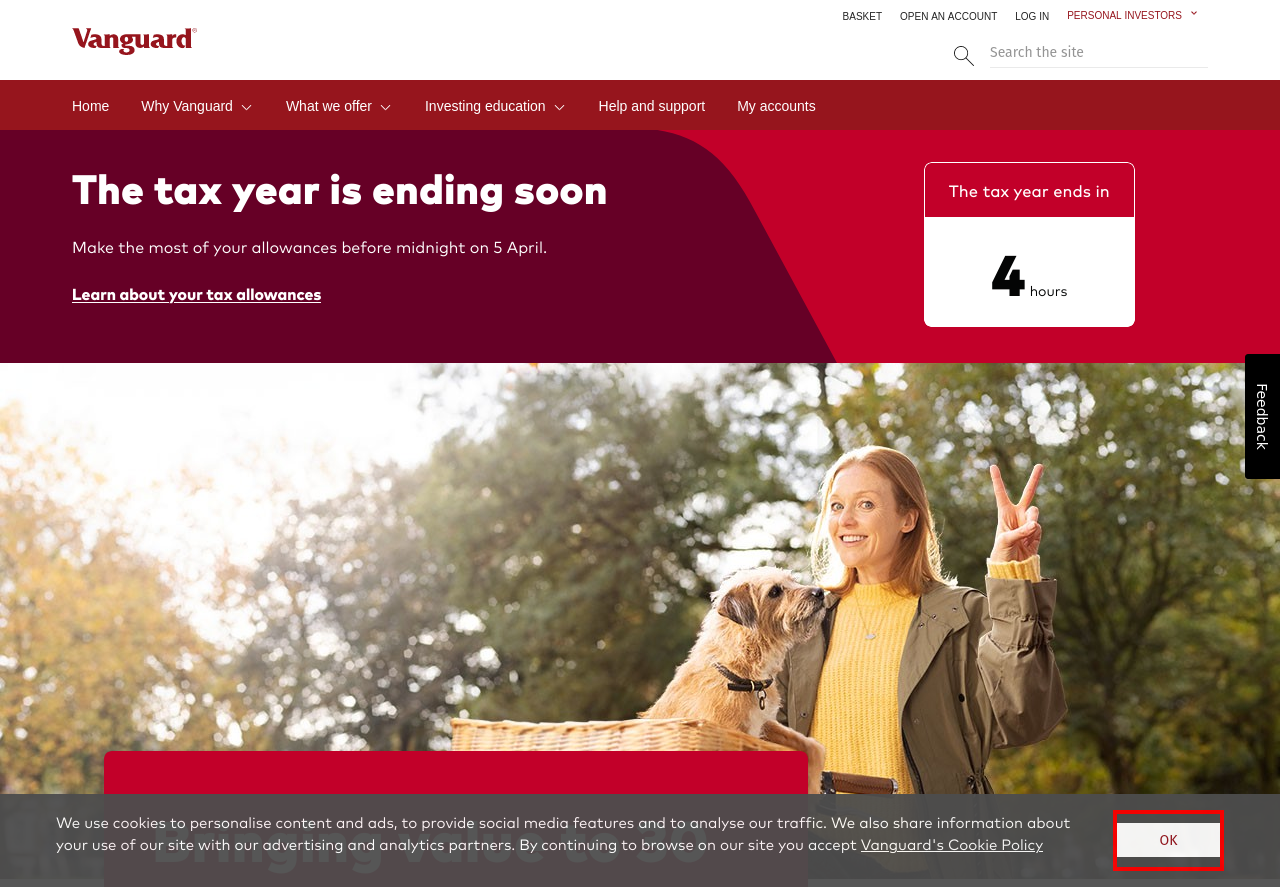 BASKET
OPEN AN ACCOUNT
LOG IN
PERSONAL INVESTORS
Vanguard®
Search the site
Home
Why Vanguard
What we offer
Investing education
Help and support
My accounts
The tax year is ending soon
Make the most of your allowances before midnight on 5 April.
Learn about your tax allowances
The tax year ends in
4 hours
Feedback
Bringing value to 30
We use cookies to personalise content and ads, to provide social media features and to analyse our traffic. We also share information about
your use of our site with our advertising and analytics partners. By continuing to browse on our site you accept Vanguard's Cookie Policy
OK